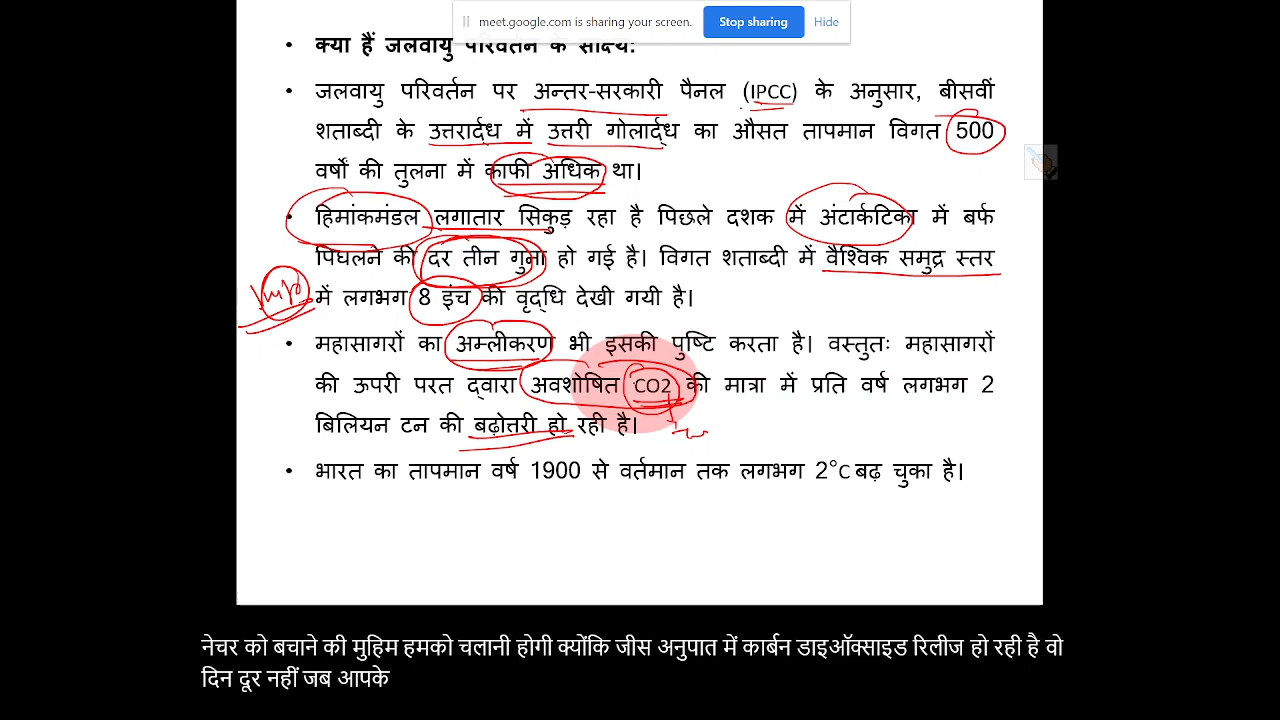 meet.google.com is sharing your screen. Stop sharing Hide
• क्या हैं जलवायु परिवर्तन के साक्ष्य:
• जलवायु परिवर्तन पर अन्तर-सरकारी पैनल (IPCC) के अनुसार, बीसवीं
शताब्दी के उत्तरार्द्ध में उत्तरी गोलार्द्ध का औसत तापमान विगत 500
वर्षों की तुलना में काफी अधिक था।
• हिमांकमंडल लगातार सिकुड़ रहा है पिछले दशक में अंटार्कटिका में बर्फ
पिघलने की दर तीन गुना हो गई है। विगत शताब्दी में वैश्विक समुद्र स्तर
में लगभग 8 इंच की वृद्धि देखी गयी है।
• महासागरों का अम्लीकरण भी इसकी पुष्टि करता है। वस्तुतः महासागरों
की ऊपरी परत द्वारा अवशोषित CO2 की मात्रा में प्रति वर्ष लगभग 2
बिलियन टन की बढ़ोत्तरी हो रही है।
• भारत का तापमान वर्ष 1900 से वर्तमान तक लगभग 2°C बढ़ चुका है।
नेचर को बचाने की मुहिम हमको चलानी होगी क्योंकि जीस अनुपात में कार्बन डाइऑक्साइड रिलीज हो रही है वो
दिन दूर नहीं जब आपके